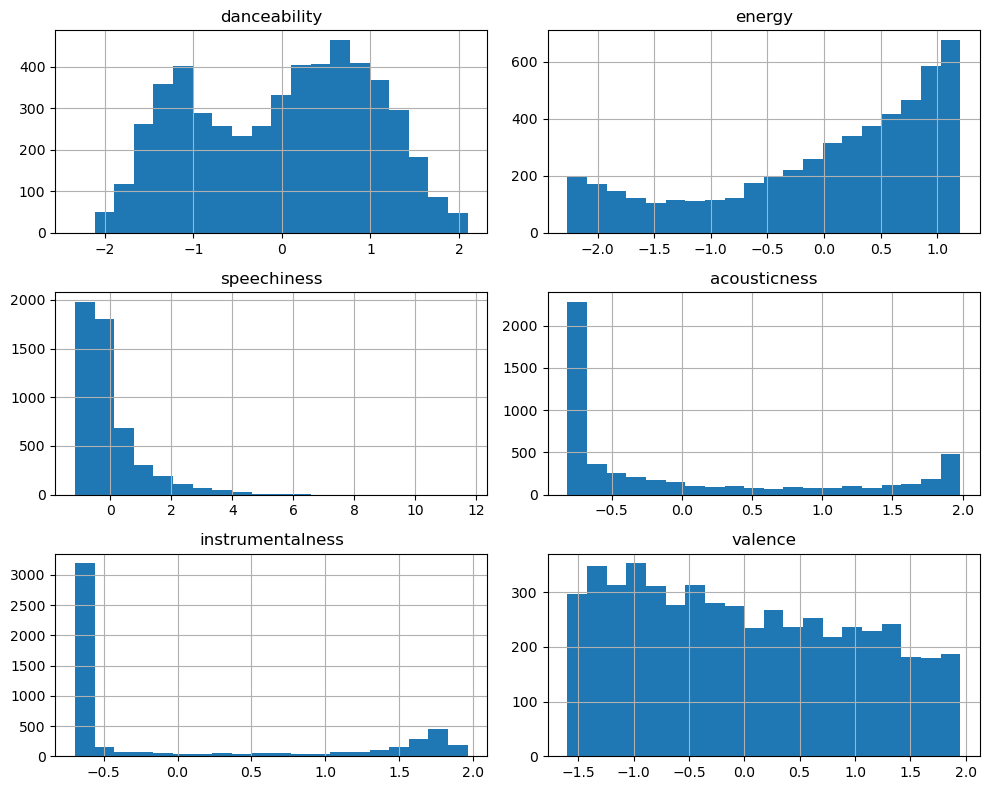 danceability
400
300
200
100
0
−2 −1 0 1 2
energy
600
400
200
0
−2.0 −1.5 −1.0 −0.5 0.0 0.5 1.0
speechiness
2000
1500
1000
500
0
0 2 4 6 8 10 12
acousticness
2000
1500
1000
500
0
−0.5 0.0 0.5 1.0 1.5 2.0
instrumentalness
3000
2500
2000
1500
1000
500
0
−0.5 0.0 0.5 1.0 1.5 2.0
valence
300
200
100
0
−1.5 −1.0 −0.5 0.0 0.5 1.0 1.5 2.0